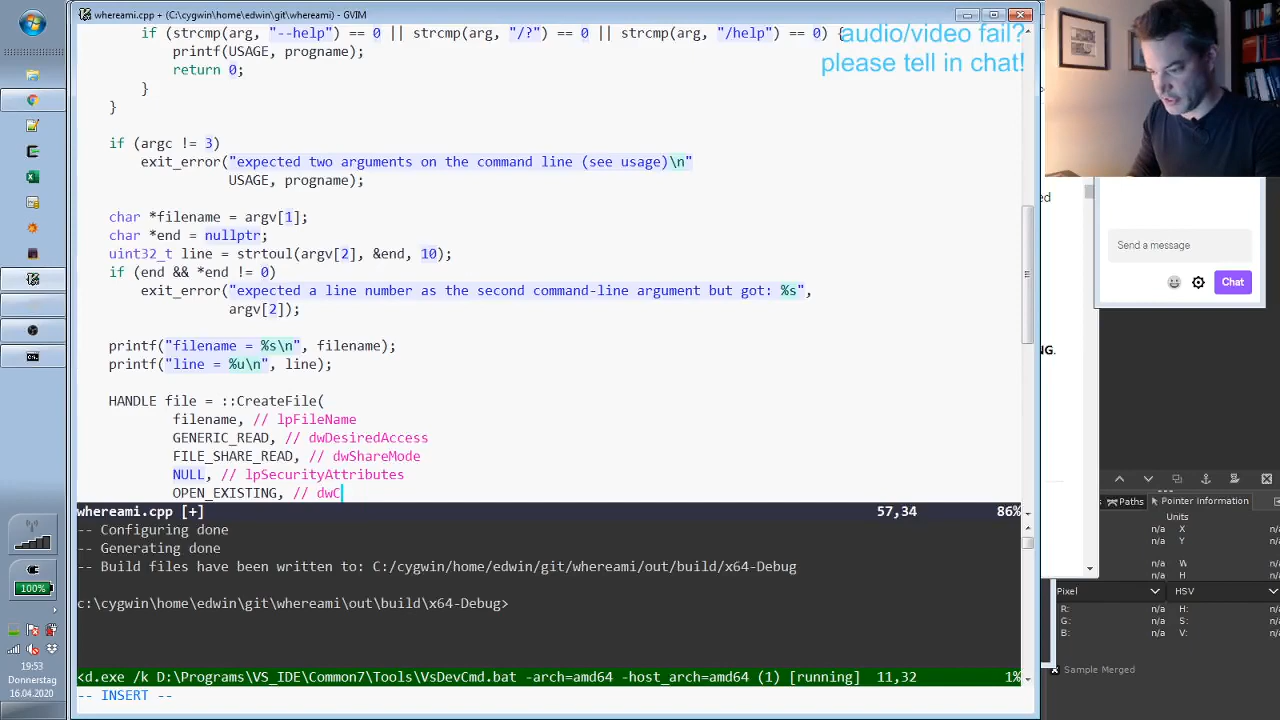 whereami.cpp + (C:\cygwin\home\edwin\git\whereami) - GVIM
if (strcmp(arg, "--help") == 0 || strcmp(arg, "/?") == 0 || strcmp(arg, "/help") == 0) {
printf(USAGE, progname);
return 0;
}
}
if (argc != 3)
exit_error("expected two arguments on the command line (see usage)\n"
USAGE, progname);
char *filename = argv[1];
char *end = nullptr;
uint32_t line = strtoul(argv[2], &end, 10);
if (end && *end != 0)
exit_error("expected a line number as the second command-line argument but got: %s",
argv[2]);
printf("filename = %s\n", filename);
printf("line = %u\n", line);
HANDLE file = ::CreateFile(
filename, // lpFileName
GENERIC_READ, // dwDesiredAccess
FILE_SHARE_READ, // dwShareMode
NULL, // lpSecurityAttributes
OPEN_EXISTING, // dwC
whereami.cpp [+] 57,34 86%
-- Configuring done
-- Generating done
-- Build files have been written to: C:/cygwin/home/edwin/git/whereami/out/build/x64-Debug
c:\cygwin\home\edwin\git\whereami\out\build\x64-Debug>
<d.exe /k D:\Programs\VS_IDE\Common7\Tools\VsDevCmd.bat -arch=amd64 -host_arch=amd64 (1) [running] 11,32 1%
-- INSERT --
audio/video fail?
please tell in chat!
ed
Send a message
Chat
NG.
Paths
Pointer Information
Units
n/a X n/a
n/a Y n/a
n/a W n/a
n/a H n/a
Pixel HSV
R: n/a H: n/a
G: n/a S: n/a
B: n/a V: n/a
Sample Merged
100%
19:53
Donnerstag
16.04.2020